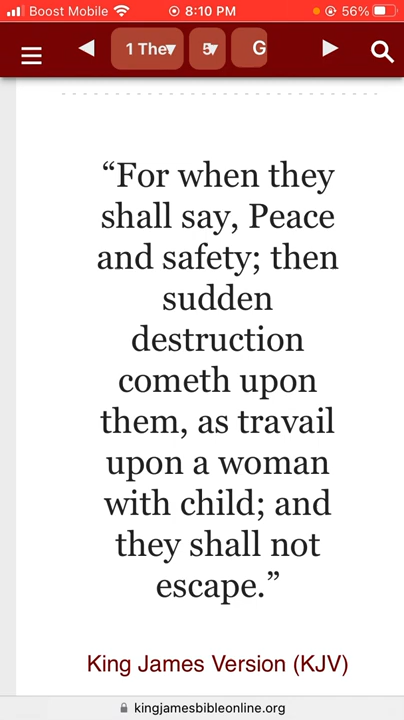 Boost Mobile 8:10 PM 56%
1 The 5 G
“For when they
shall say, Peace
and safety; then
sudden
destruction
cometh upon
them, as travail
upon a woman
with child; and
they shall not
escape.”
King James Version (KJV)
kingjamesbibleonline.org